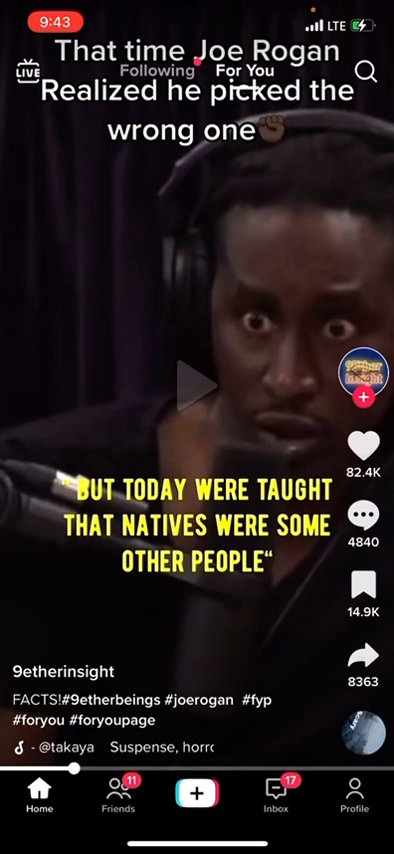 9:43
LTE
That time Joe Rogan
LIVE
Following
For You
Realized he picked the
wrong one✊🏾
82.4K
" BUT TODAY WERE TAUGHT
THAT NATIVES WERE SOME
OTHER PEOPLE“
4840
14.9K
8363
9etherinsight
FACTS!#9etherbeings #joerogan #fyp
#foryou #foryoupage
- @takaya Suspense, horrc
11
17
Home
Friends
Inbox
Profile